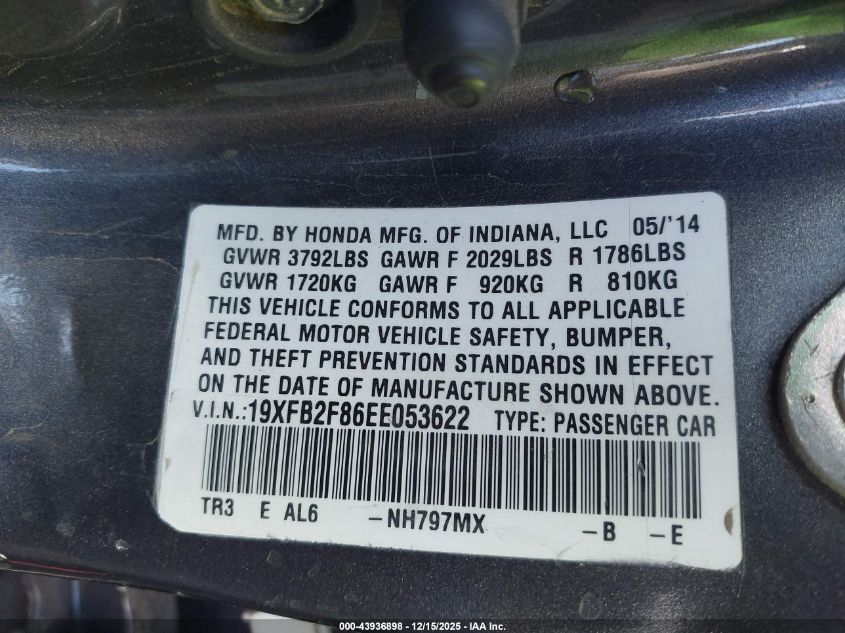 MFD. BY HONDA MFG. OF INDIANA, LLC 05/'14
GVWR 3792LBS GAWR F 2029LBS R 1786LBS
GVWR 1720KG GAWR F 920KG R 810KG
THIS VEHICLE CONFORMS TO ALL APPLICABLE
FEDERAL MOTOR VEHICLE SAFETY, BUMPER,
AND THEFT PREVENTION STANDARDS IN EFFECT
ON THE DATE OF MANUFACTURE SHOWN ABOVE.
V.I.N.:19XFB2F86EE053622 TYPE: PASSENGER CAR
TR3 E AL6 -NH797MX -B -E
000-43936898 - 12/15/2025 - IAA Inc.